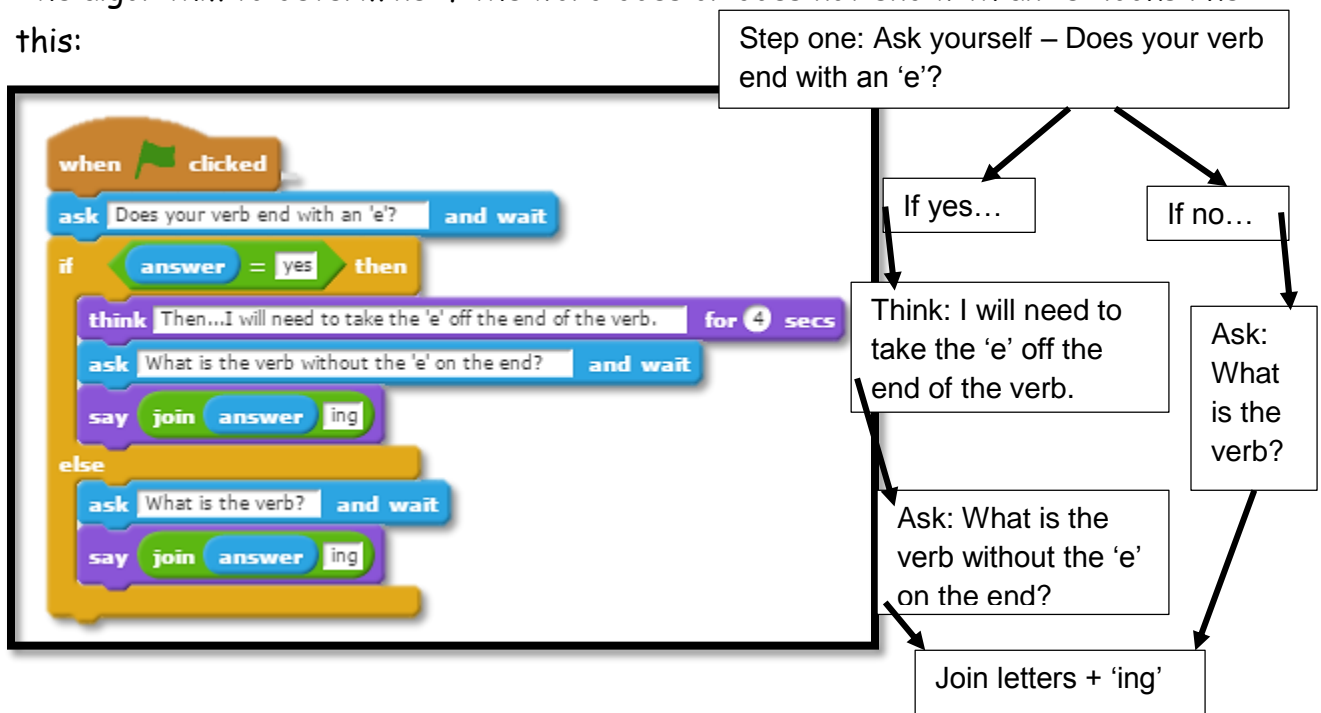 this:
when clicked
ask Does your verb end with an 'e'? and wait
if answer = yes then
think Then...I will need to take the 'e' off the end of the verb. for 4 secs
ask What is the verb without the 'e' on the end? and wait
say join answer ing
else
ask What is the verb? and wait
say join answer ing
Step one: Ask yourself – Does your verb
end with an ‘e’?
If yes…
If no…
Think: I will need to
take the ‘e’ off the
end of the verb.
Ask:
What
is the
verb?
Ask: What is the
verb without the ‘e’
on the end?
Join letters + ‘ing’